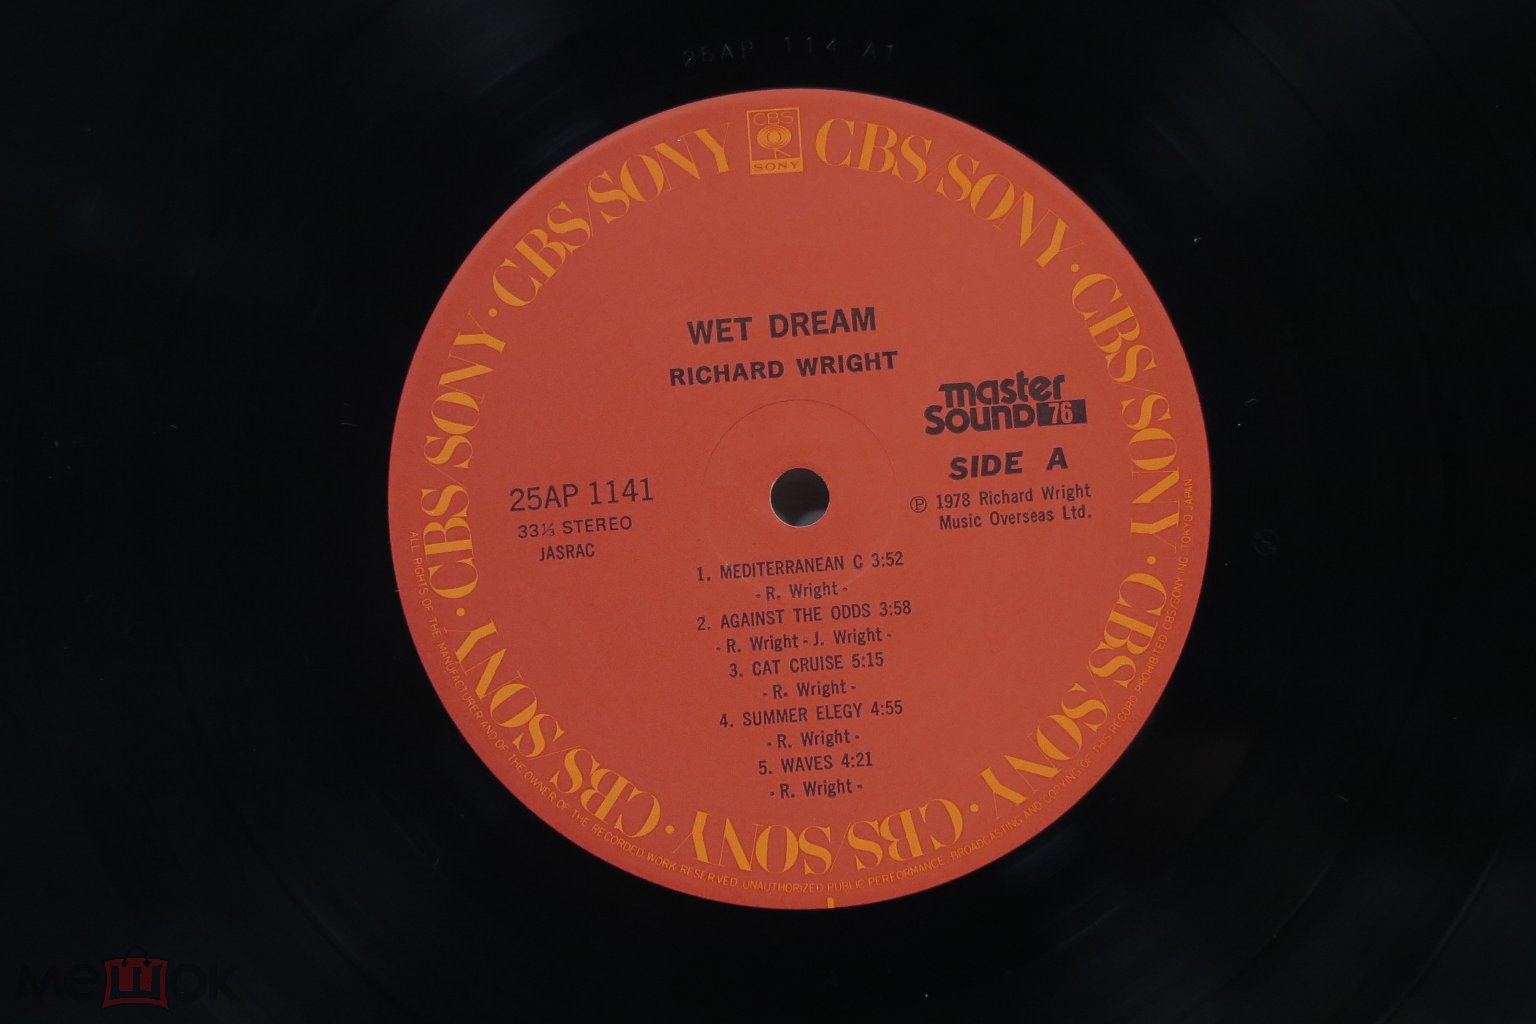 25AP 1141 A1
CBS
SONY
CBS/SONY · CBS/SONY · CBS/SONY · CBS/SONY · CBS/SONY · CBS/SONY · CBS/SONY
WET DREAM
RICHARD WRIGHT
master
sound 76
SIDE A
℗ 1978 Richard Wright
Music Overseas Ltd.
25AP 1141
33⅓ STEREO
JASRAC
1. MEDITERRANEAN C 3:52
- R. Wright -
2. AGAINST THE ODDS 3:58
- R. Wright - J. Wright -
3. CAT CRUISE 5:15
- R. Wright -
4. SUMMER ELEGY 4:55
- R. Wright -
5. WAVES 4:21
- R. Wright -
ALL RIGHTS OF THE MANUFACTURER AND OF THE OWNER OF THE RECORDED WORK RESERVED. UNAUTHORIZED PUBLIC PERFORMANCE BROADCASTING AND COPYING OF THIS RECORD PROHIBITED CBS/SONY INC. TOKYO JAPAN
мешок